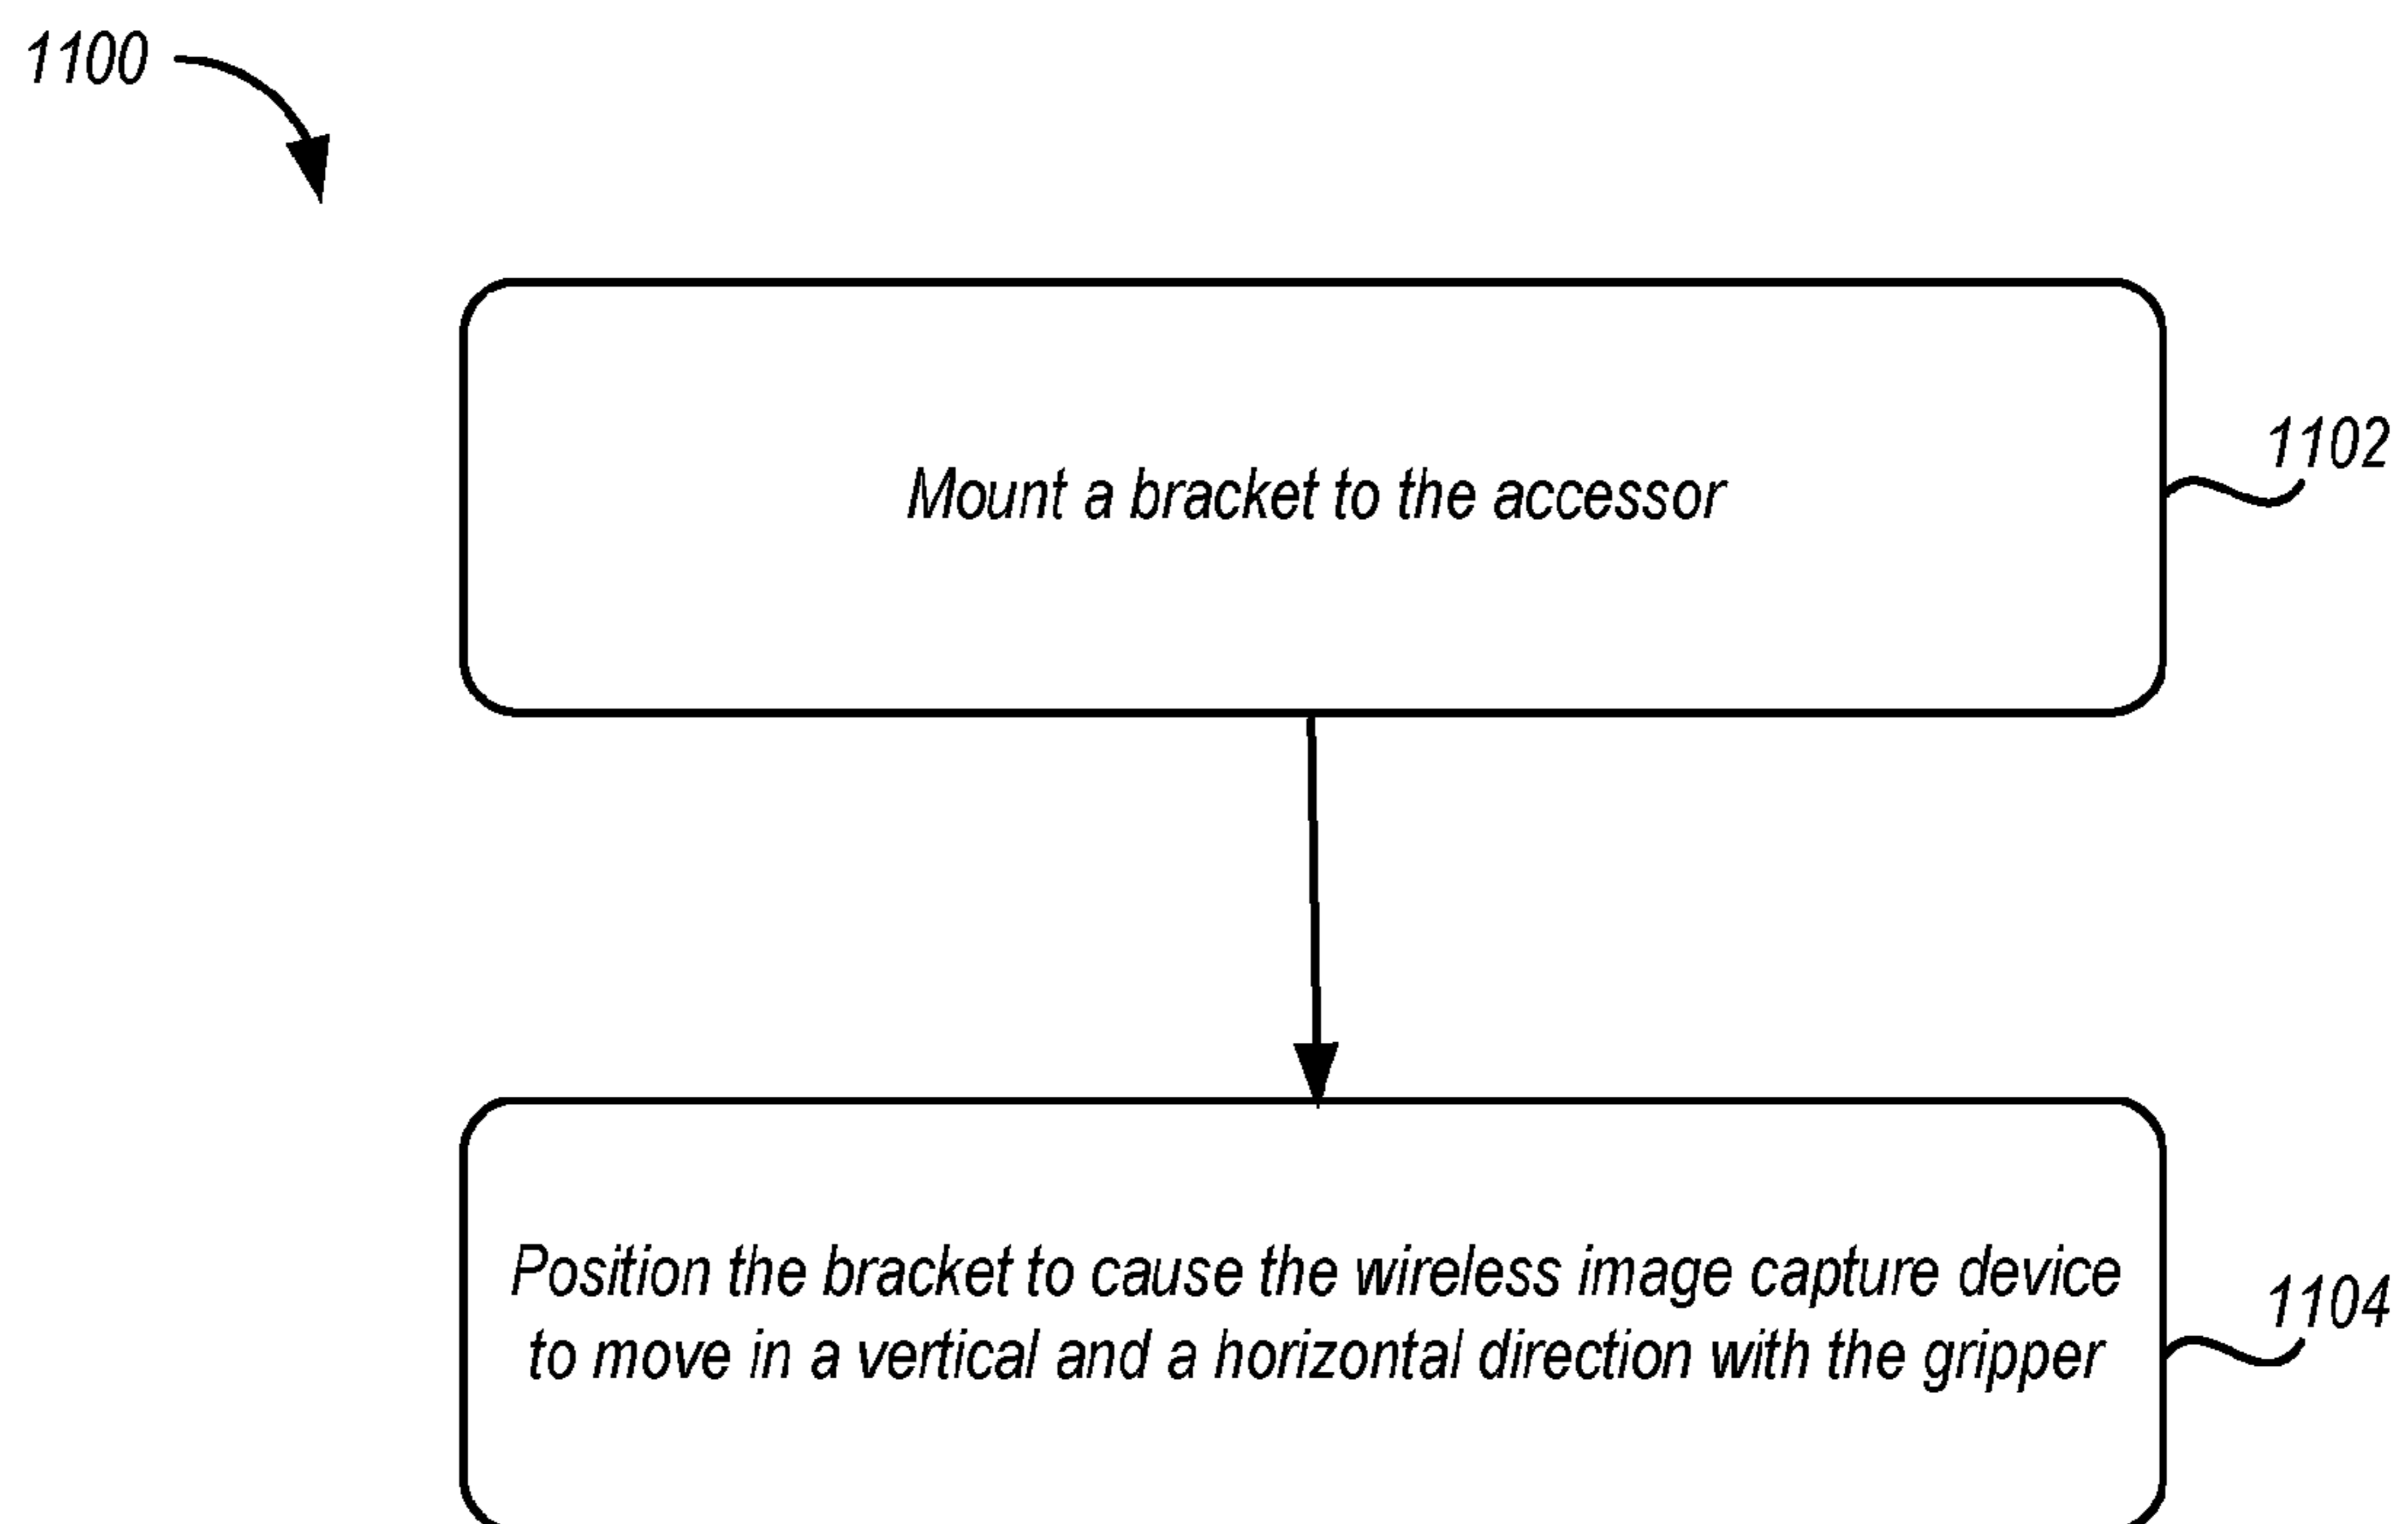 1100
Mount a bracket to the accessor
1102
Position the bracket to cause the wireless image capture device
to move in a vertical and a horizontal direction with the gripper
1104